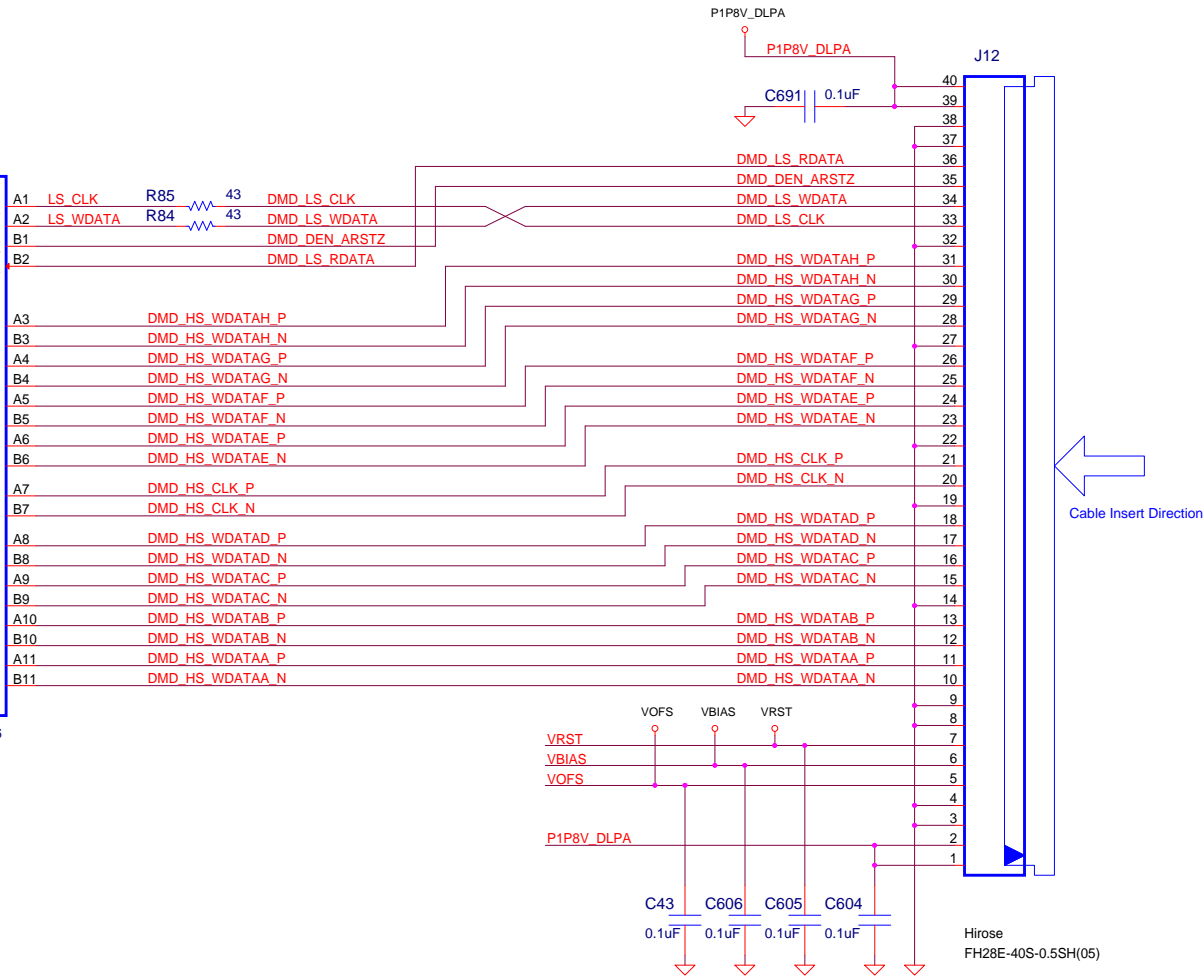 P1P8V_DLPA
P1P8V_DLPA
J12
C691 0.1uF
40
39
38
37
DMD_LS_RDATA 36
DMD_DEN_ARSTZ 35
A1 LS_CLK R85 43 DMD_LS_CLK DMD_LS_WDATA 34
A2 LS_WDATA R84 43 DMD_LS_WDATA DMD_LS_CLK 33
B1 DMD_DEN_ARSTZ 32
B2 DMD_LS_RDATA DMD_HS_WDATAH_P 31
DMD_HS_WDATAH_N 30
DMD_HS_WDATAG_P 29
A3 DMD_HS_WDATAH_P DMD_HS_WDATAG_N 28
B3 DMD_HS_WDATAH_N 27
A4 DMD_HS_WDATAG_P DMD_HS_WDATAF_P 26
B4 DMD_HS_WDATAG_N DMD_HS_WDATAF_N 25
A5 DMD_HS_WDATAF_P DMD_HS_WDATAE_P 24
B5 DMD_HS_WDATAF_N DMD_HS_WDATAE_N 23
A6 DMD_HS_WDATAE_P 22
B6 DMD_HS_WDATAE_N DMD_HS_CLK_P 21
DMD_HS_CLK_N 20
A7 DMD_HS_CLK_P 19
B7 DMD_HS_CLK_N DMD_HS_WDATAD_P 18
Cable Insert Direction
A8 DMD_HS_WDATAD_P DMD_HS_WDATAD_N 17
B8 DMD_HS_WDATAD_N DMD_HS_WDATAC_P 16
A9 DMD_HS_WDATAC_P DMD_HS_WDATAC_N 15
B9 DMD_HS_WDATAC_N 14
A10 DMD_HS_WDATAB_P DMD_HS_WDATAB_P 13
B10 DMD_HS_WDATAB_N DMD_HS_WDATAB_N 12
A11 DMD_HS_WDATAA_P DMD_HS_WDATAA_P 11
B11 DMD_HS_WDATAA_N DMD_HS_WDATAA_N 10
9
VOFS VBIAS VRST 8
VRST 7
VBIAS 6
VOFS 5
4
3
P1P8V_DLPA 2
1
C43 C606 C605 C604
0.1uF 0.1uF 0.1uF 0.1uF
Hirose
FH28E-40S-0.5SH(05)